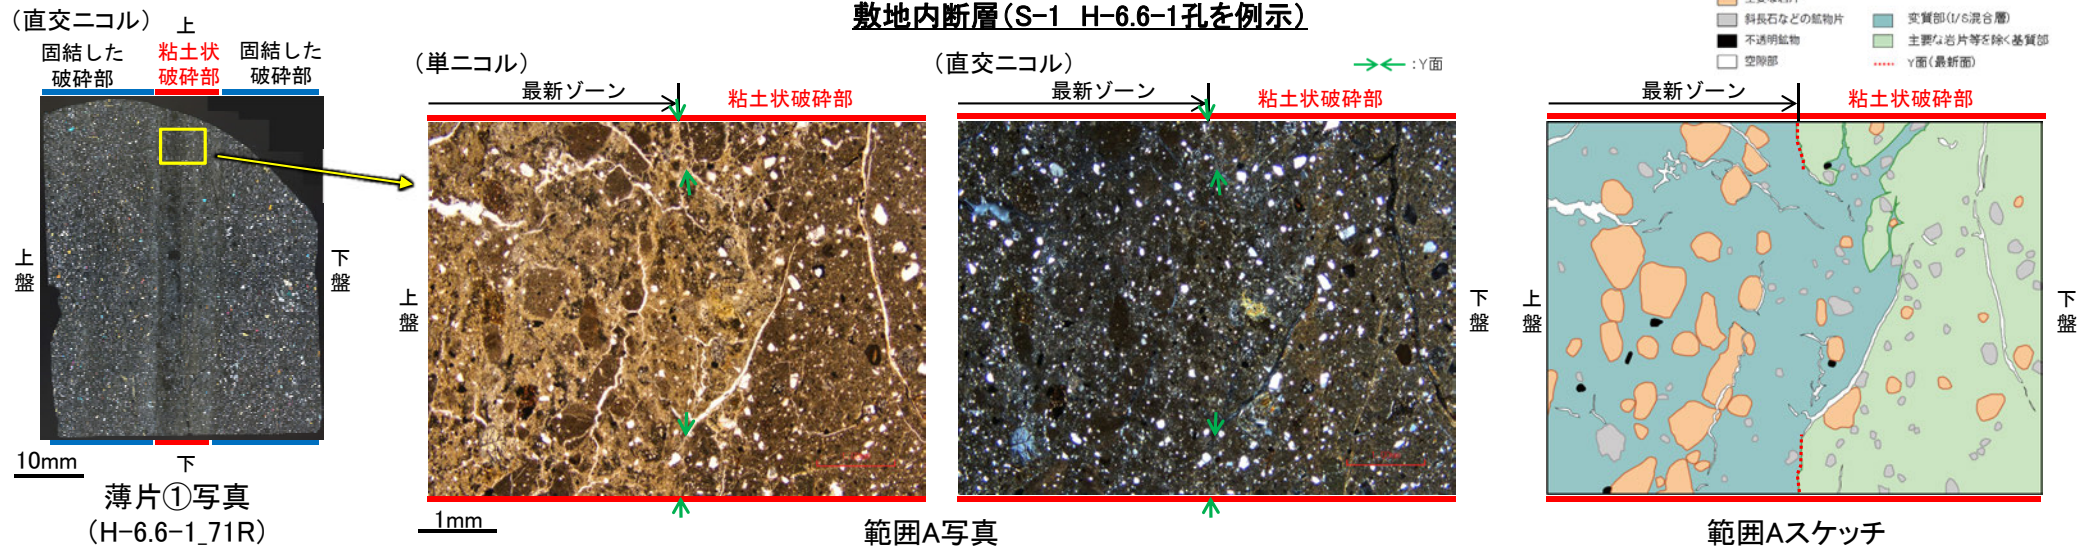 敷地内断層(S-1 H-6.6-1孔を例示)
(直交ニコル)
上
固結した
破砕部
粘土状
破砕部
固結した
破砕部
上盤
下盤
10mm
下
薄片①写真
(H-6.6-1_71R)
(単ニコル)
最新ゾーン
粘土状破砕部
上盤
1mm
(直交ニコル)
:Y面
最新ゾーン
粘土状破砕部
下盤
範囲A写真
斜長石などの鉱物片
不透明鉱物
空隙部
変質部(I/S混合層)
主要な岩片等を除く基質部
Y面(最新面)
最新ゾーン
粘土状破砕部
上盤
下盤
範囲Aスケッチ